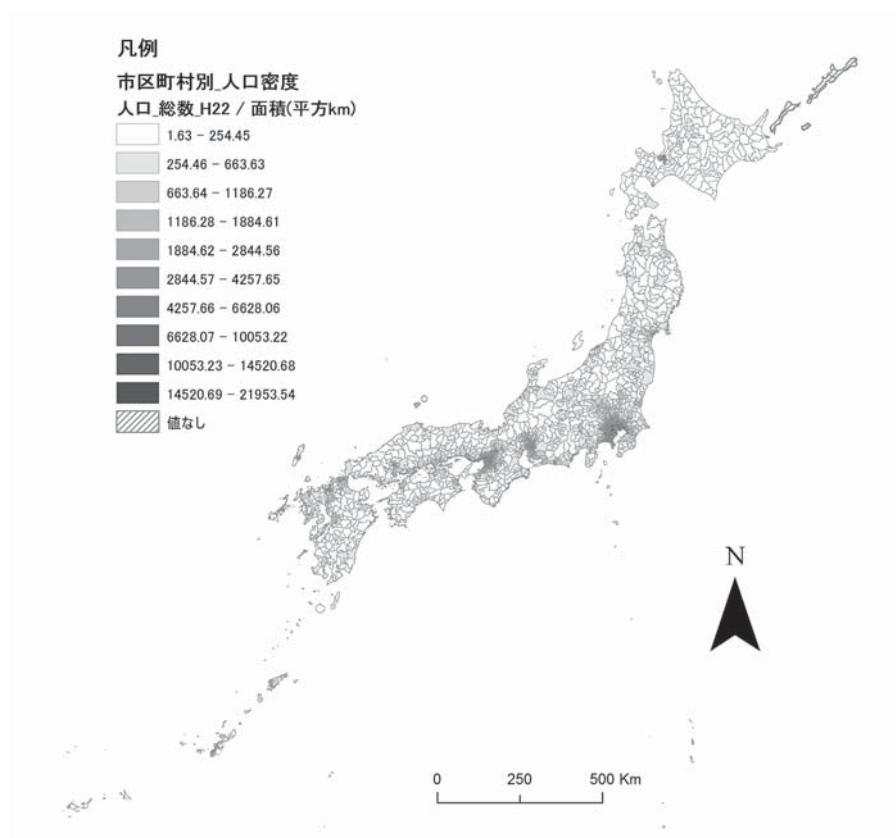 凡例
市区町村別_人口密度
人口_総数_H22 / 面積(平方km)
1.63 - 254.45
254.46 - 663.63
663.64 - 1186.27
1186.28 - 1884.61
1884.62 - 2844.56
2844.57 - 4257.65
4257.66 - 6628.06
6628.07 - 10053.22
10053.23 - 14520.68
14520.69 - 21953.54
値なし
N
0 250 500 Km